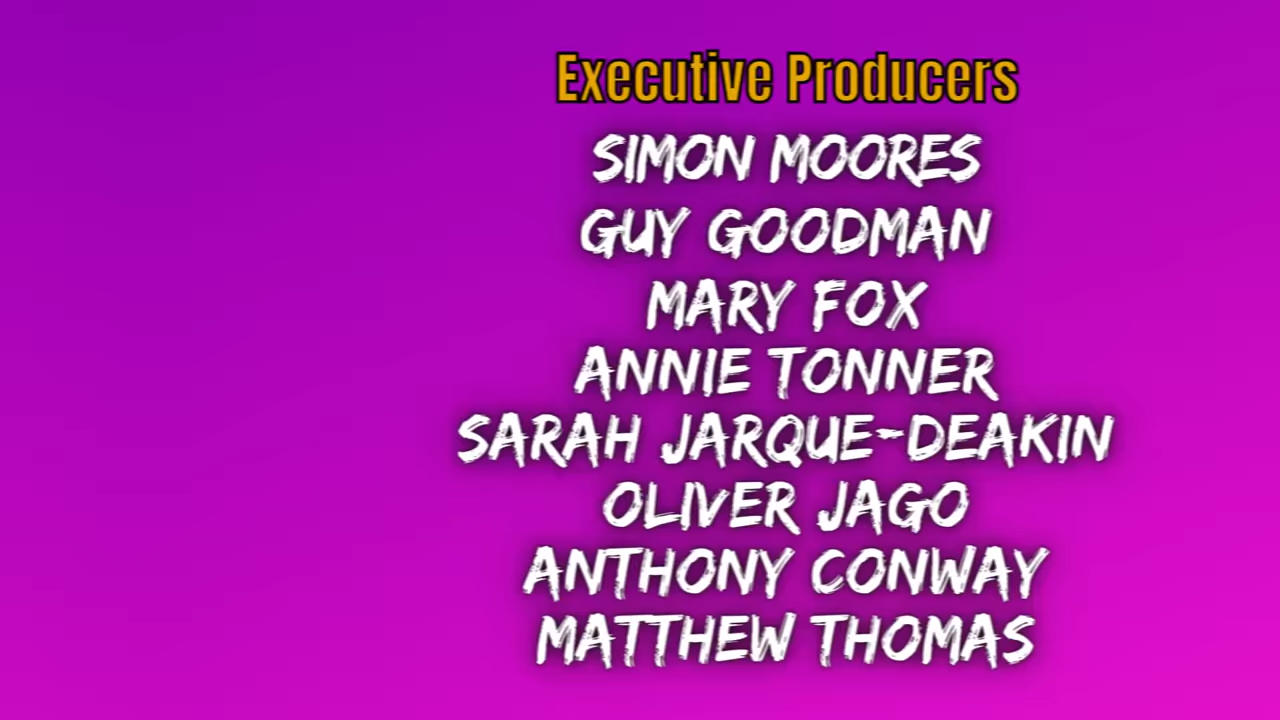 Executive Producers
SIMON MOORES
GUY GOODMAN
MARY FOX
ANNIE TONNER
SARAH JARQUE-DEAKIN
OLIVER JAGO
ANTHONY CONWAY
MATTHEW THOMAS